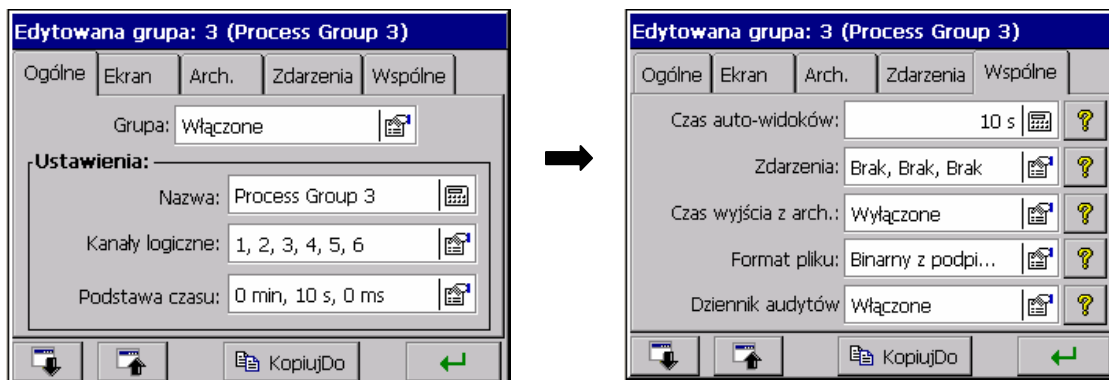 Edytowana grupa: 3 (Process Group 3)
Ogólne Ekran Arch. Zdarzenia Wspólne
Grupa: Włączone
Ustawienia:
Nazwa: Process Group 3
Kanały logiczne: 1, 2, 3, 4, 5, 6
Podstawa czasu: 0 min, 10 s, 0 ms
KopiujDo
Edytowana grupa: 3 (Process Group 3)
Ogólne Ekran Arch. Zdarzenia Wspólne
Czas auto-widoków: 10 s
Zdarzenia: Brak, Brak, Brak
Czas wyjścia z arch.: Wyłączone
Format pliku: Binarny z podpi...
Dziennik audytów Włączone
KopiujDo